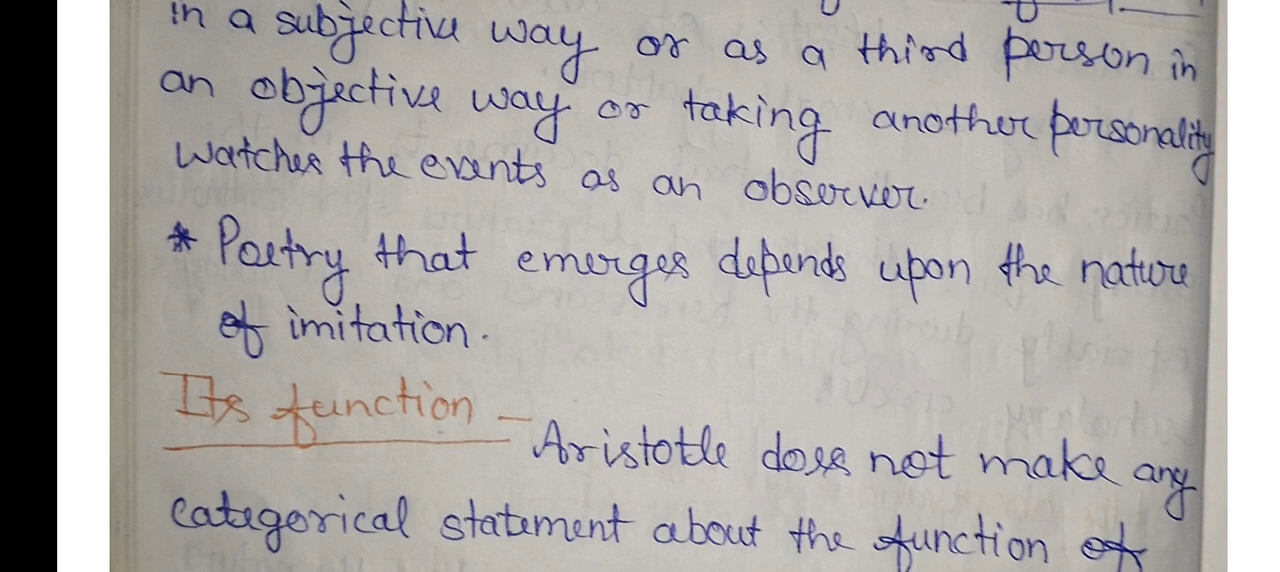 in a subjective way or as a third person in
an objective way or taking another personality
watches the events as an observer.
* Poetry that emerges depends upon the nature
of imitation.
Its function -
Aristotle does not make any
categorical statement about the function of